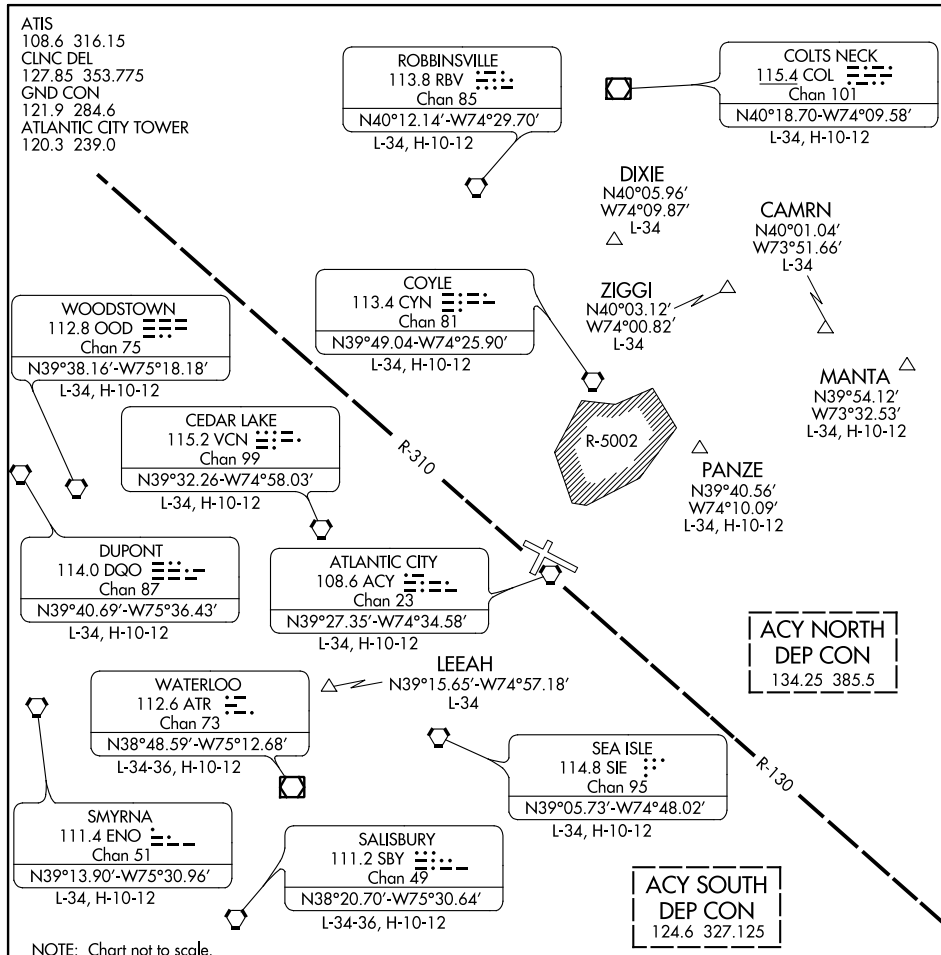 ATIS
108.6 316.15
CLNC DEL
127.85 353.775
GND CON
121.9 284.6
ATLANTIC CITY TOWER
120.3 239.0
ROBBINSVILLE
113.8 RBV
Chan 85
N40°12.14′-W74°29.70′
L-34, H-10-12
COLTS NECK
115.4 COL
Chan 101
N40°18.70-W74°09.58′
L-34, H-10-12
DIXIE
N40°05.96′
W74°09.87′
L-34
CAMRN
N40°01.04′
W73°51.66′
L-34
COYLE
113.4 CYN
Chan 81
N39°49.04-W74°25.90′
L-34, H-10-12
ZIGGI
N40°03.12′
W74°00.82′
L-34
WOODSTOWN
112.8 OOD
Chan 75
N39°38.16′-W75°18.18′
L-34, H-10-12
MANTA
N39°54.12′
W73°32.53′
L-34, H-10-12
CEDAR LAKE
115.2 VCN
Chan 99
N39°32.26-W74°58.03′
L-34, H-10-12
R-310
R-5002
PANZE
N39°40.56′
W74°10.09′
L-34, H-10-12
DUPONT
114.0 DQO
Chan 87
N39°40.69′-W75°36.43′
L-34, H-10-12
ATLANTIC CITY
108.6 ACY
Chan 23
N39°27.35′-W74°34.58′
L-34, H-10-12
ACY NORTH
DEP CON
134.25 385.5
LEEAH
N39°15.65′-W74°57.18′
L-34
WATERLOO
112.6 ATR
Chan 73
N38°48.59′-W75°12.68′
L-34-36, H-10-12
SEA ISLE
114.8 SIE
Chan 95
N39°05.73′-W74°48.02′
L-34, H-10-12
R-130
SMYRNA
111.4 ENO
Chan 51
N39°13.90′-W75°30.96′
L-34, H-10-12
SALISBURY
111.2 SBY
Chan 49
N38°20.70′-W75°30.64′
L-34-36, H-10-12
ACY SOUTH
DEP CON
124.6 327.125
NOTE: Chart not to scale.